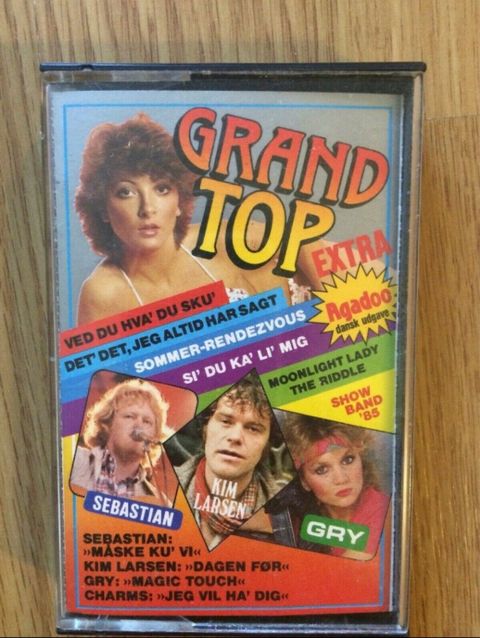 GRAND
TOP
EXTRA
Agadoo
dansk udgave
VED DU HVA' DU SKU'
DET' DET, JEG ALTID HAR SAGT
SOMMER-RENDEZVOUS
SI' DU KA' LI' MIG
MOONLIGHT LADY
THE RIDDLE
SHOW
BAND
'85
SEBASTIAN
KIM
LARSEN
GRY
SEBASTIAN:
»MÅSKE KU' VI«
KIM LARSEN: »DAGEN FØR«
GRY: »MAGIC TOUCH«
CHARMS: »JEG VIL HA' DIG«